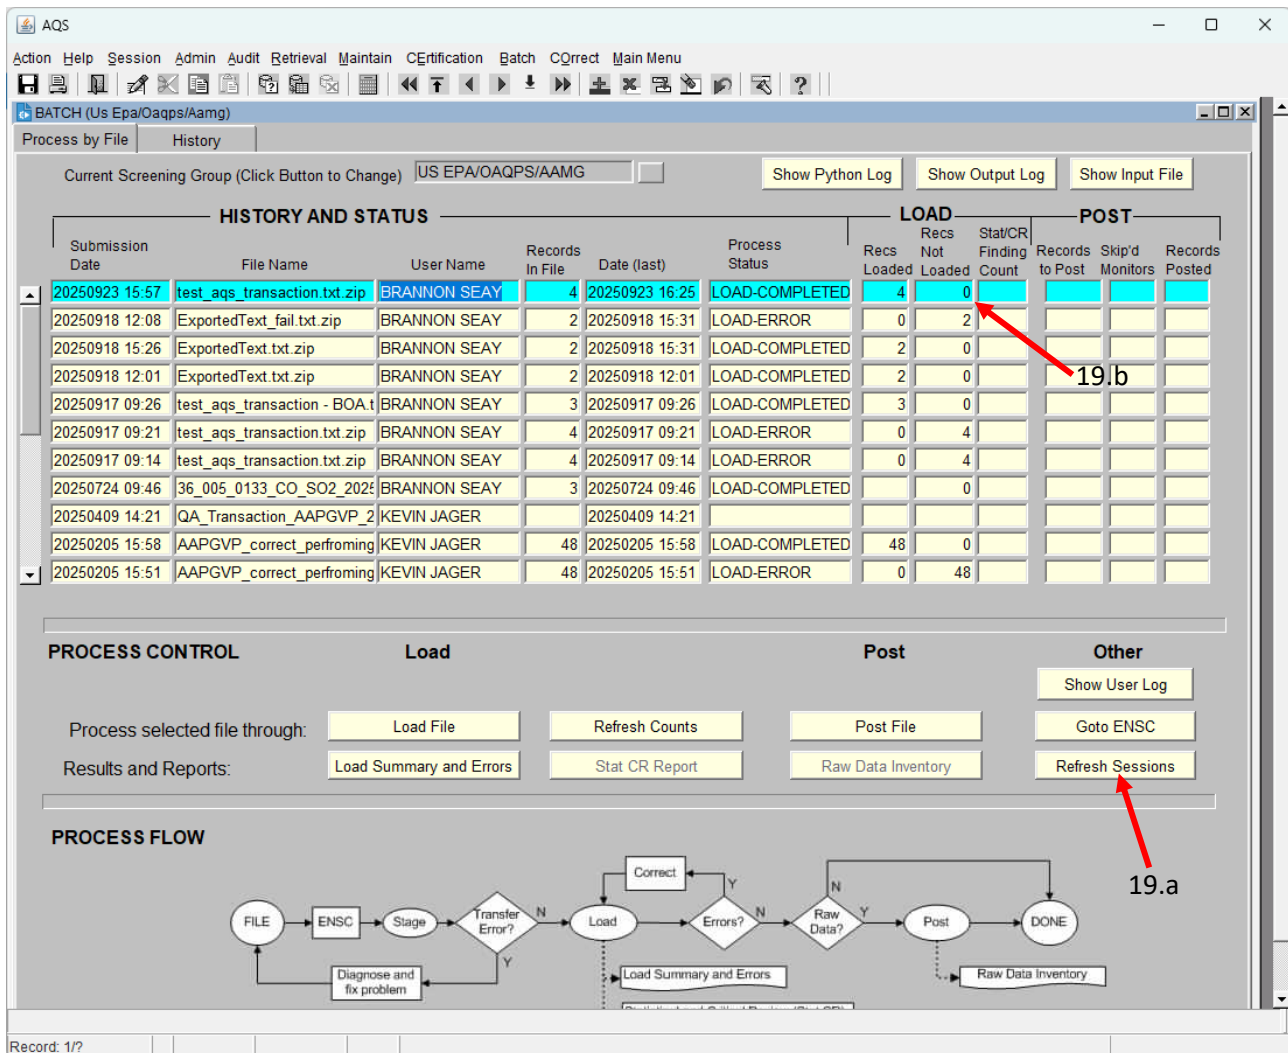 AQS
Action Help Session Admin Audit Retrieval Maintain CErtification Batch COrrect Main Menu
BATCH (Us Epa/Oaqps/Aamg)
Process by File History
Current Screening Group (Click Button to Change) US EPA/OAQPS/AAMG Show Python Log Show Output Log Show Input File
HISTORY AND STATUS LOAD POST
Submission Date File Name User Name Records In File Date (last) Process Status Recs Loaded Recs Not Loaded Stat/CR Finding Count Records to Post Skip'd Monitors Records Posted
20250923 15:57 test_aqs_transaction.txt.zip BRANNON SEAY 4 20250923 16:25 LOAD-COMPLETED 4 0
20250918 12:08 ExportedText_fail.txt.zip BRANNON SEAY 2 20250918 15:31 LOAD-ERROR 0 2
20250918 15:26 ExportedText.txt.zip BRANNON SEAY 2 20250918 15:31 LOAD-COMPLETED 2 0
20250918 12:01 ExportedText.txt.zip BRANNON SEAY 2 20250918 12:01 LOAD-COMPLETED 2 0
19.b
20250917 09:26 test_aqs_transaction - BOA.t BRANNON SEAY 3 20250917 09:26 LOAD-COMPLETED 3 0
20250917 09:21 test_aqs_transaction.txt.zip BRANNON SEAY 4 20250917 09:21 LOAD-ERROR 0 4
20250917 09:14 test_aqs_transaction.txt.zip BRANNON SEAY 4 20250917 09:14 LOAD-ERROR 0 4
20250724 09:46 36_005_0133_CO_SO2_2025 BRANNON SEAY 3 20250724 09:46 LOAD-COMPLETED 0
20250409 14:21 QA_Transaction_AAPGVP_2 KEVIN JAGER 20250409 14:21
20250205 15:58 AAPGVP_correct_perfroming KEVIN JAGER 48 20250205 15:58 LOAD-COMPLETED 48 0
20250205 15:51 AAPGVP_correct_perfroming KEVIN JAGER 48 20250205 15:51 LOAD-ERROR 0 48
PROCESS CONTROL Load Post Other
Show User Log
Process selected file through: Load File Refresh Counts Post File Goto ENSC
Results and Reports: Load Summary and Errors Stat CR Report Raw Data Inventory Refresh Sessions
19.a
PROCESS FLOW
Correct
Y
N
FILE ENSC Stage Transfer Error? N Load Errors? N Raw Data? Y Post DONE
Y
Diagnose and fix problem
Load Summary and Errors Raw Data Inventory
Record: 1/?